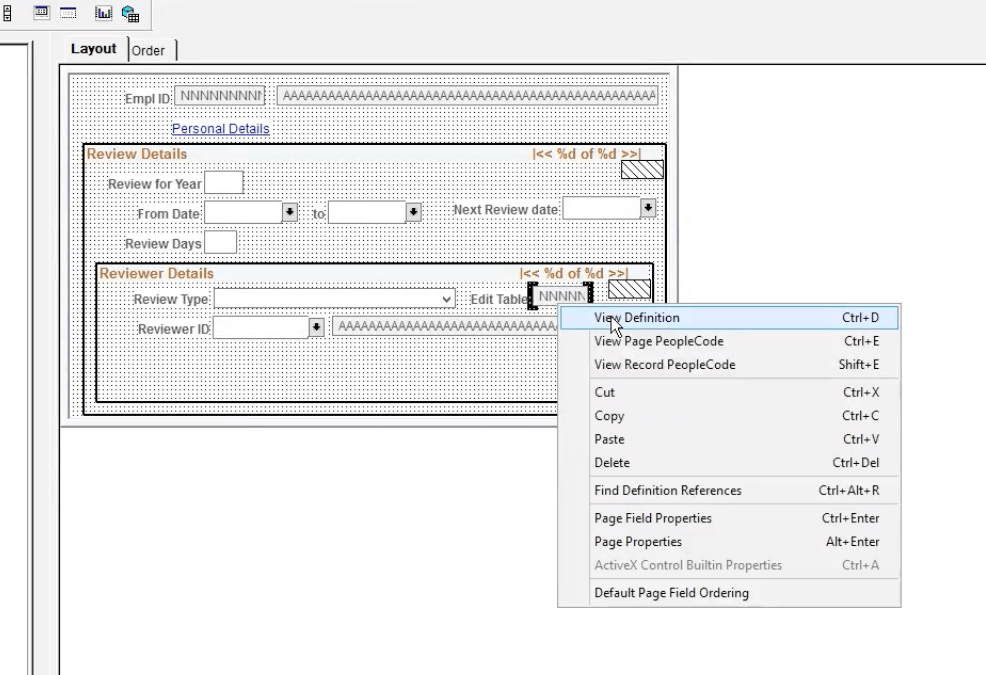 Layout Order
Empl ID NNNNNNNNN AAAAAAAAAAAAAAAAAAAAAAAAAAAAAAAAAAAAAAAAAAAAAAAAAA
Personal Details
Review Details |<< %d of %d >>|
Review for Year
From Date to Next Review date
Review Days
Reviewer Details |<< %d of %d >>|
Review Type Edit Table NNNNN
Reviewer ID AAAAAAAAAAAAAAAAAAAAAAAAAAAAAA
View Definition Ctrl+D
View Page PeopleCode Ctrl+E
View Record PeopleCode Shift+E
Cut Ctrl+X
Copy Ctrl+C
Paste Ctrl+V
Delete Ctrl+Del
Find Definition References Ctrl+Alt+R
Page Field Properties Ctrl+Enter
Page Properties Alt+Enter
ActiveX Control Builtin Properties Ctrl+A
Default Page Field Ordering